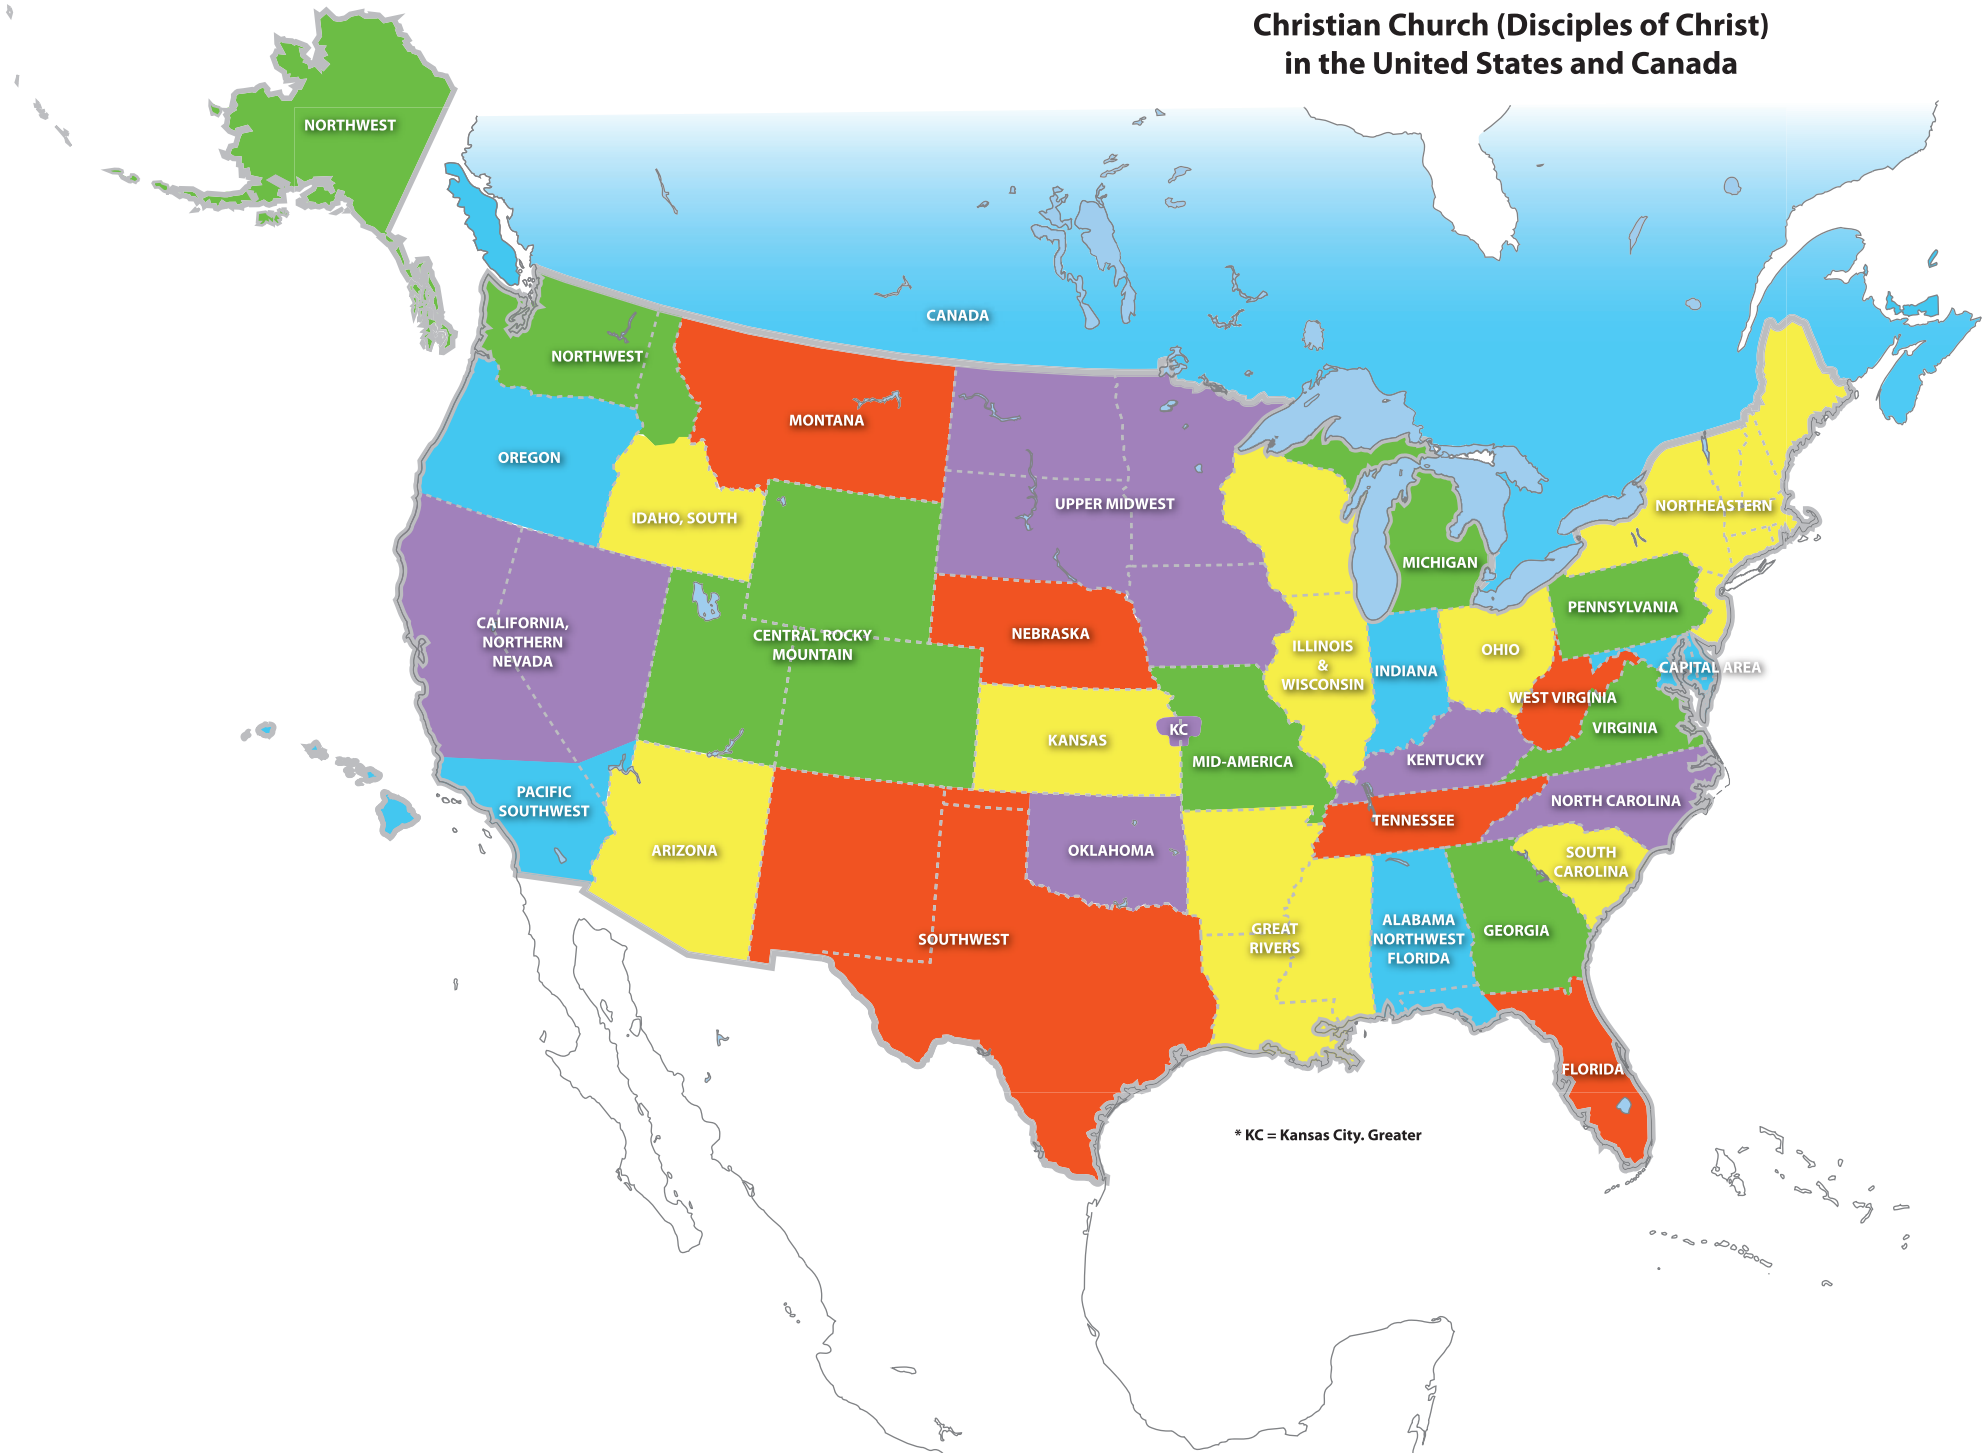 Christian Church (Disciples of Christ)
in the United States and Canada
NORTHWEST
CANADA
NORTHWEST
MONTANA
OREGON
UPPER MIDWEST
NORTHEASTERN
IDAHO, SOUTH
MICHIGAN
PENNSYLVANIA
CALIFORNIA,
NORTHERN
NEVADA
CENTRAL ROCKY
MOUNTAIN
NEBRASKA
ILLINOIS
&
WISCONSIN
OHIO
INDIANA
CAPITAL AREA
WEST VIRGINIA
VIRGINIA
KANSAS
KC
MID-AMERICA
KENTUCKY
PACIFIC
SOUTHWEST
NORTH CAROLINA
TENNESSEE
ARIZONA
OKLAHOMA
SOUTH
CAROLINA
SOUTHWEST
GREAT
RIVERS
ALABAMA
NORTHWEST
FLORIDA
GEORGIA
FLORIDA
* KC = Kansas City. Greater